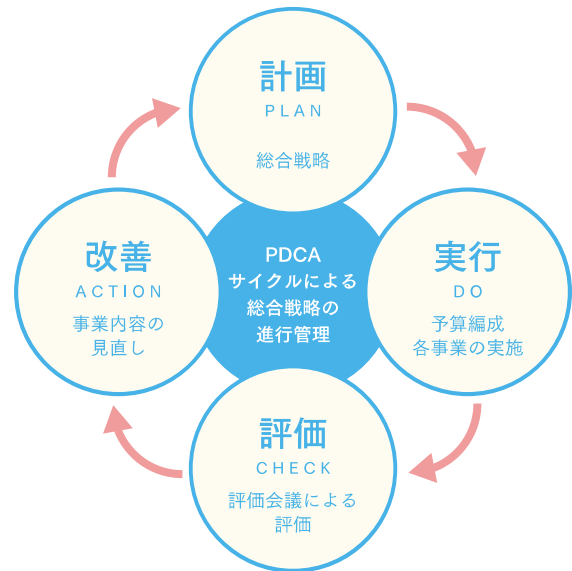 計画
PLAN
総合戦略
実行
DO
予算編成
各事業の実施
評価
CHECK
評価会議による
評価
改善
ACTION
事業内容の
見直し
PDCA
サイクルによる
総合戦略の
進行管理